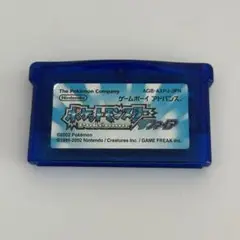 The Pokémon Company
AGB-AXPJ-JPN
Nintendo
ゲームボーイ アドバンス
ポケットモンスター
サファイア
©2002 Pokémon
©1995-2002 Nintendo / Creatures inc. / GAME FREAK inc.